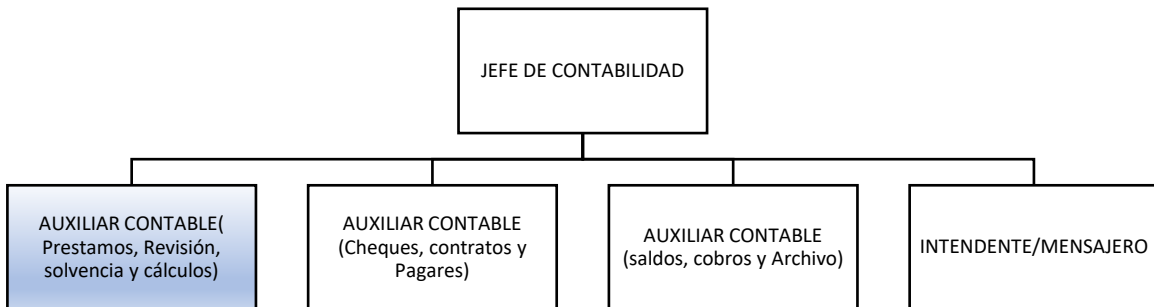 JEFE DE CONTABILIDAD
AUXILIAR CONTABLE(
Prestamos, Revisión,
solvencia y cálculos)
AUXILIAR CONTABLE
(Cheques, contratos y
Pagares)
AUXILIAR CONTABLE
(saldos, cobros y Archivo)
INTENDENTE/MENSAJERO